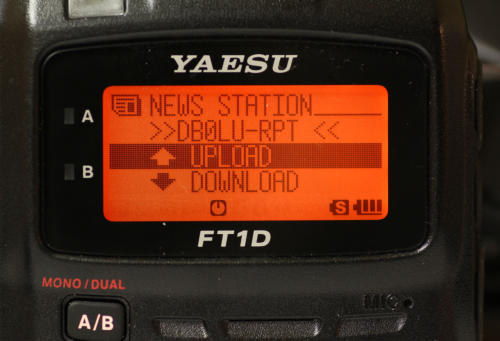 YAESU
A
B
NEWS STATION
>>DB0LU-RPT <<
UPLOAD
DOWNLOAD
S
FT1D
MONO/DUAL
A/B
MIC